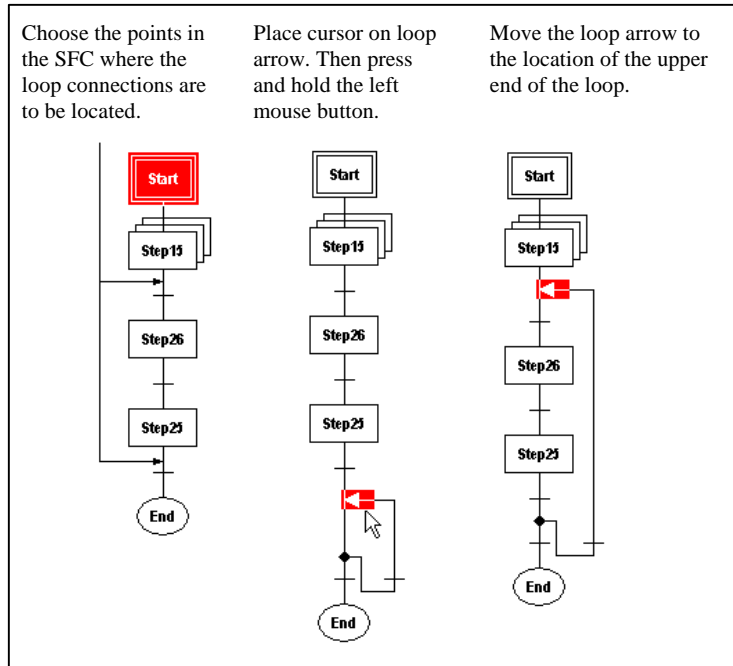 Choose the points in
the SFC where the
loop connections are
to be located.
Place cursor on loop
arrow. Then press
and hold the left
mouse button.
Move the loop arrow to
the location of the upper
end of the loop.
Start
Step15
Step26
Step25
End
Start
Step15
Step26
Step25
End
Start
Step15
Step26
Step25
End